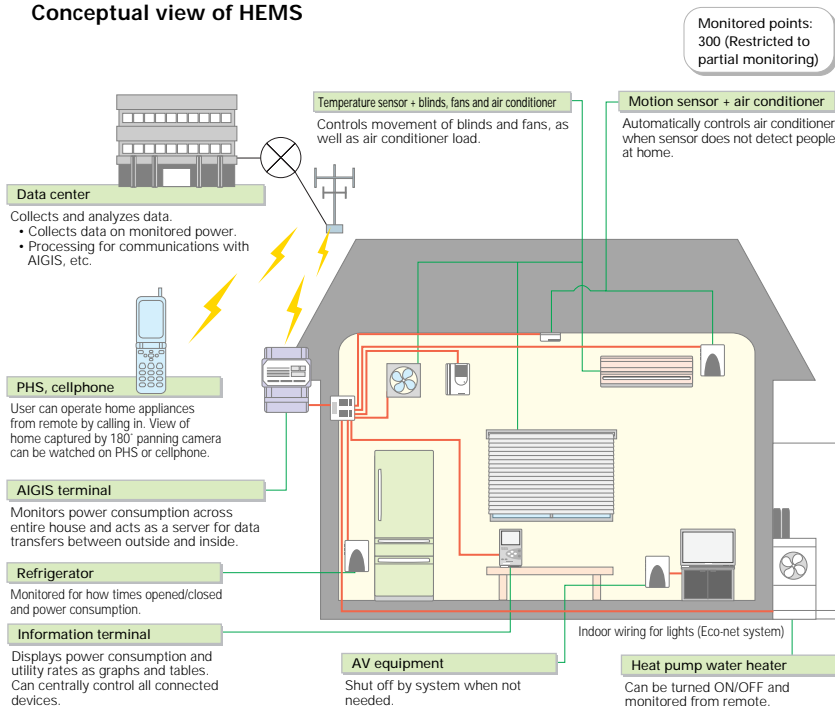 Conceptual view of HEMS
Monitored points:
300 (Restricted to
partial monitoring)
Temperature sensor + blinds, fans and air conditioner
Controls movement of blinds and fans, as
well as air conditioner load.
Motion sensor + air conditioner
Automatically controls air conditioner
when sensor does not detect people
at home.
Data center
Collects and analyzes data.
• Collects data on monitored power.
• Processing for communications with
AIGIS, etc.
PHS, cellphone
User can operate home appliances
from remote by calling in. View of
home captured by 180˚ panning camera
can be watched on PHS or cellphone.
AIGIS terminal
Monitors power consumption across
entire house and acts as a server for data
transfers between outside and inside.
Refrigerator
Monitored for how times opened/closed
and power consumption.
Information terminal
Displays power consumption and
utility rates as graphs and tables.
Can centrally control all connected
devices.
AV equipment
Shut off by system when not
needed.
Indoor wiring for lights (Eco-net system)
Heat pump water heater
Can be turned ON/OFF and
monitored from remote.